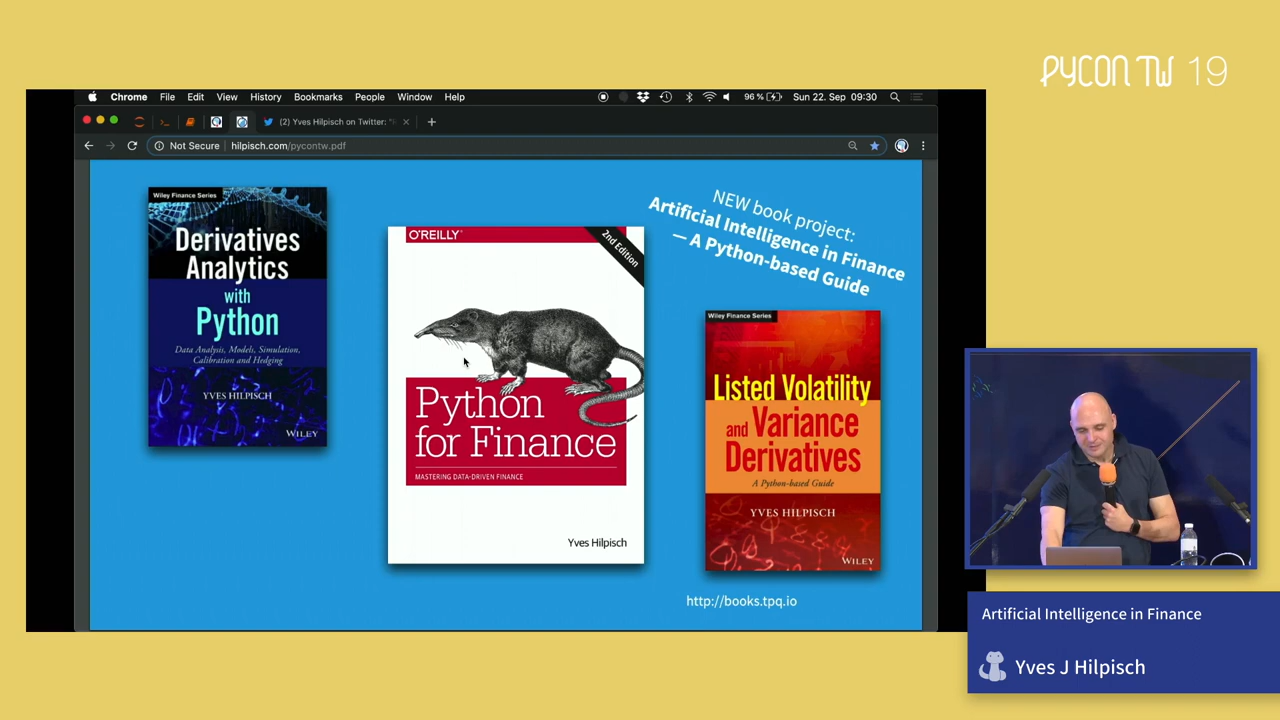 PYCON TW 19
Chrome File Edit View History Bookmarks People Window Help
96 % Sun 22. Sep 09:30
(2) Yves Hilpisch on Twitter: "
Not Secure hilpisch.com/pycontw.pdf
Wiley Finance Series
Derivatives
Analytics
with
Python
Data Analysis, Models, Simulation,
Calibration and Hedging
YVES HILPISCH
WILEY
O'REILLY
2nd Edition
Python
for Finance
MASTERING DATA-DRIVEN FINANCE
Yves Hilpisch
NEW book project:
Artificial Intelligence in Finance
— A Python-based Guide
Wiley Finance Series
Listed Volatility
and Variance
Derivatives
A Python-based Guide
YVES HILPISCH
WILEY
http://books.tpq.io
Artificial Intelligence in Finance
Yves J Hilpisch